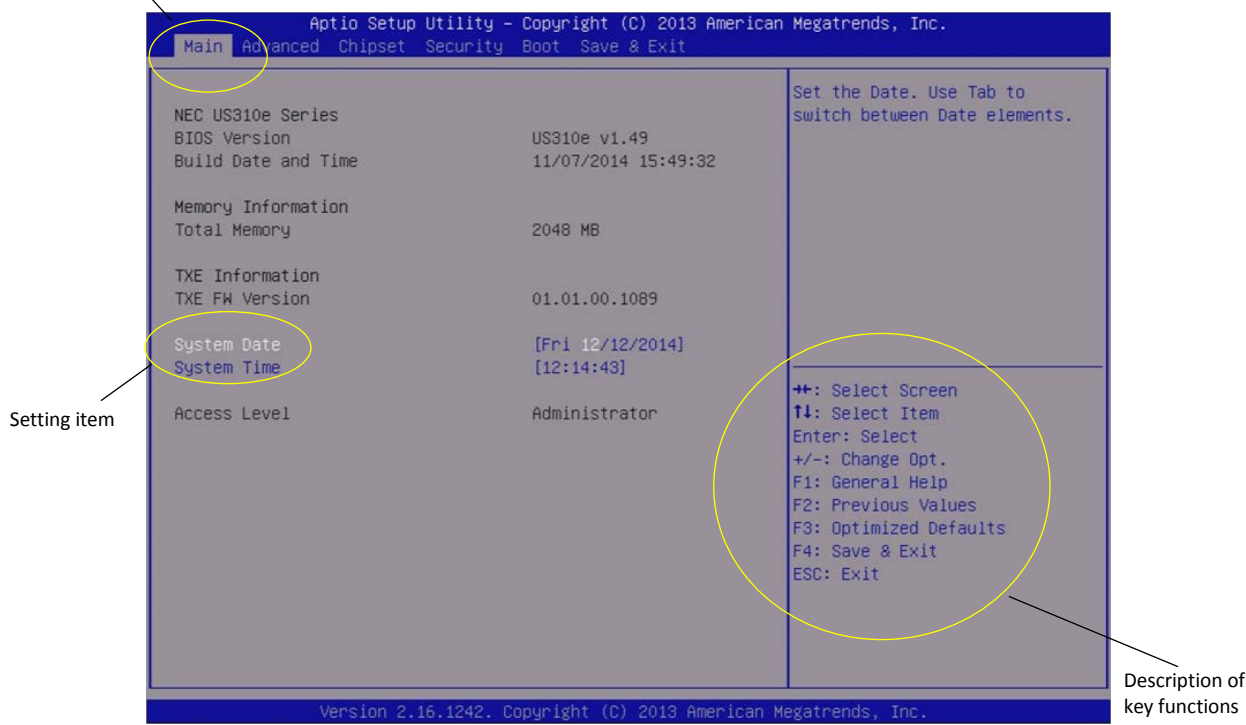 Aptio Setup Utility – Copyright (C) 2013 American Megatrends, Inc.
Main Advanced Chipset Security Boot Save & Exit
NEC US310e Series
BIOS Version US310e v1.49
Build Date and Time 11/07/2014 15:49:32
Memory Information
Total Memory 2048 MB
TXE Information
TXE FW Version 01.01.00.1089
System Date [Fri 12/12/2014]
System Time [12:14:43]
Access Level Administrator
Set the Date. Use Tab to
switch between Date elements.
→←: Select Screen
↑↓: Select Item
Enter: Select
+/-: Change Opt.
F1: General Help
F2: Previous Values
F3: Optimized Defaults
F4: Save & Exit
ESC: Exit
Version 2.16.1242. Copyright (C) 2013 American Megatrends, Inc.
Setting item
Description of
key functions